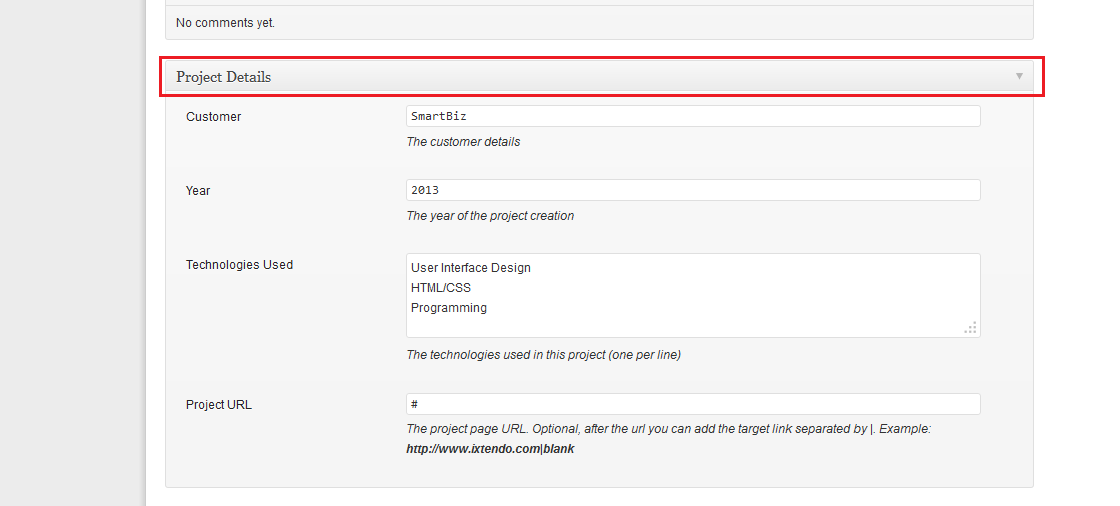 No comments yet.
Project Details
Customer
SmartBiz
The customer details
Year
2013
The year of the project creation
Technologies Used
User Interface Design
HTML/CSS
Programming
The technologies used in this project (one per line)
Project URL
#
The project page URL. Optional, after the url you can add the target link separated by |. Example:
http://www.ixtendo.com|blank